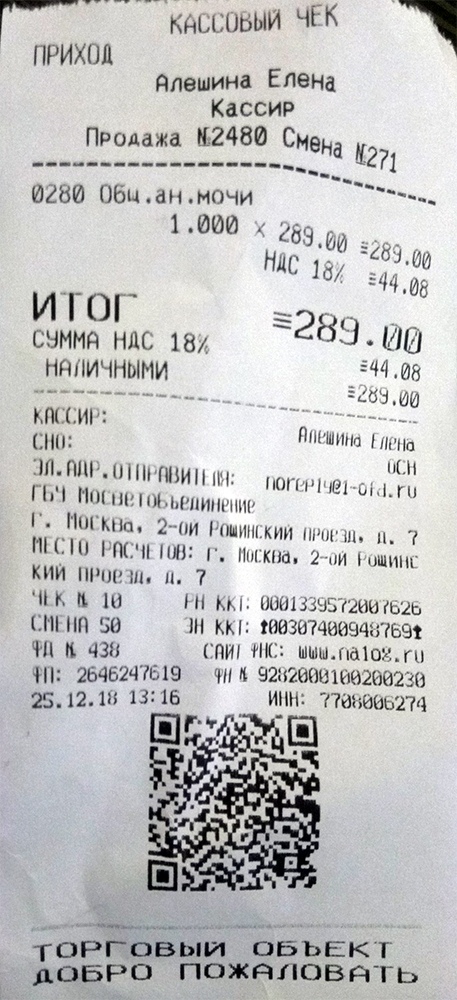 КАССОВЫЙ ЧЕК
ПРИХОД
Алешина Елена
Кассир
Продажа №2480 Смена №271
0280 Общ.ан.мочи
1.000 × 289.00 ≡289.00
НДС 18% ≡44.08
ИТОГ ≡289.00
СУММА НДС 18% ≡44.08
НАЛИЧНЫМИ ≡289.00
КАССИР: Алешина Елена
СНО: ОСН
ЭЛ.АДР.ОТПРАВИТЕЛЯ: noreply@1-ofd.ru
ГБУ Мосветобъединение
Г. Москва, 2-ой Рощинский проезд, д. 7
МЕСТО РАСЧЕТОВ: Г. Москва, 2-ой Рощинс
кий проезд, д. 7
ЧЕК № 10 РН ККТ: 0001339572007626
СМЕНА 50 ЗН ККТ: ↑00307400948769↑
ФД № 438 САЙТ ФНС: www.nalog.ru
ФП: 2646247619 ФН № 9282000100200230
25.12.18 13:16 ИНН: 7708006274
ТОРГОВЫЙ ОБЪЕКТ
ДОБРО ПОЖАЛОВАТЬ